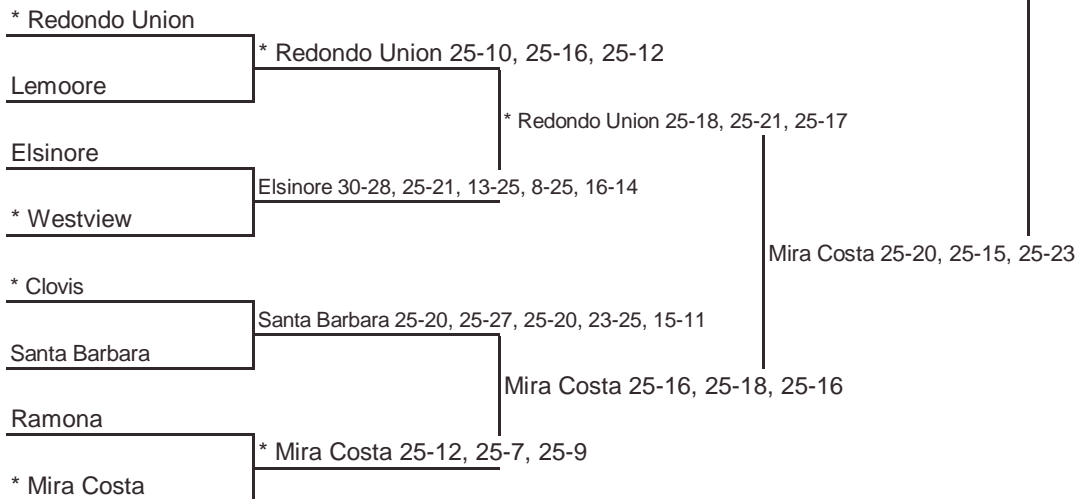 * Redondo Union
* Redondo Union 25-10, 25-16, 25-12
Lemoore
* Redondo Union 25-18, 25-21, 25-17
Elsinore
Elsinore 30-28, 25-21, 13-25, 8-25, 16-14
* Westview
Mira Costa 25-20, 25-15, 25-23
* Clovis
Santa Barbara 25-20, 25-27, 25-20, 23-25, 15-11
Santa Barbara
Mira Costa 25-16, 25-18, 25-16
Ramona
* Mira Costa 25-12, 25-7, 25-9
* Mira Costa